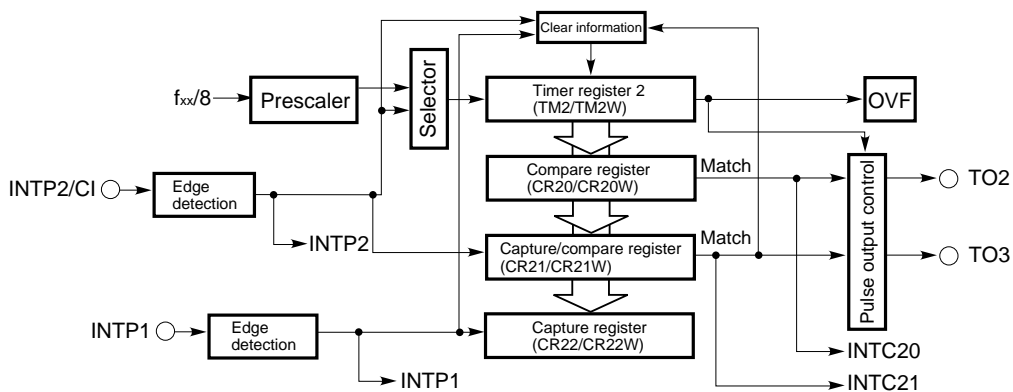 Clear information
fxx/8
Prescaler
Selector
Timer register 2
(TM2/TM2W)
OVF
INTP2/CI
Edge
detection
INTP2
Compare register
(CR20/CR20W)
Match
Capture/compare register
(CR21/CR21W)
Match
Pulse output control
TO2
TO3
INTP1
Edge
detection
INTP1
Capture register
(CR22/CR22W)
INTC20
INTC21